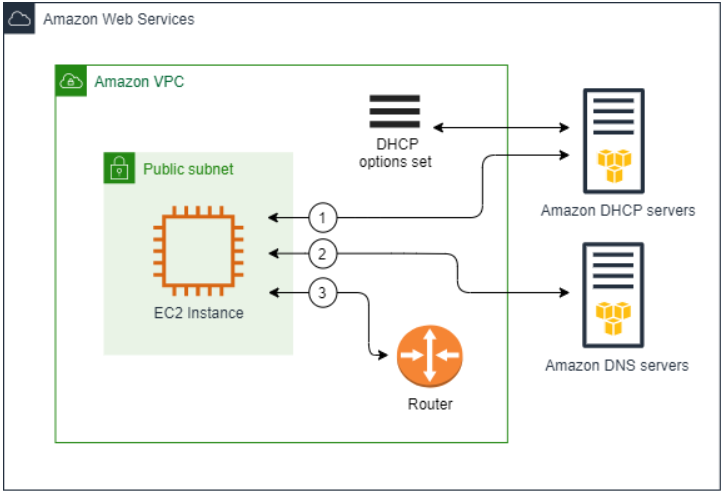 Amazon Web Services
Amazon VPC
DHCP
options set
Public subnet
Amazon DHCP servers
1
2
EC2 Instance
3
Amazon DNS servers
Router